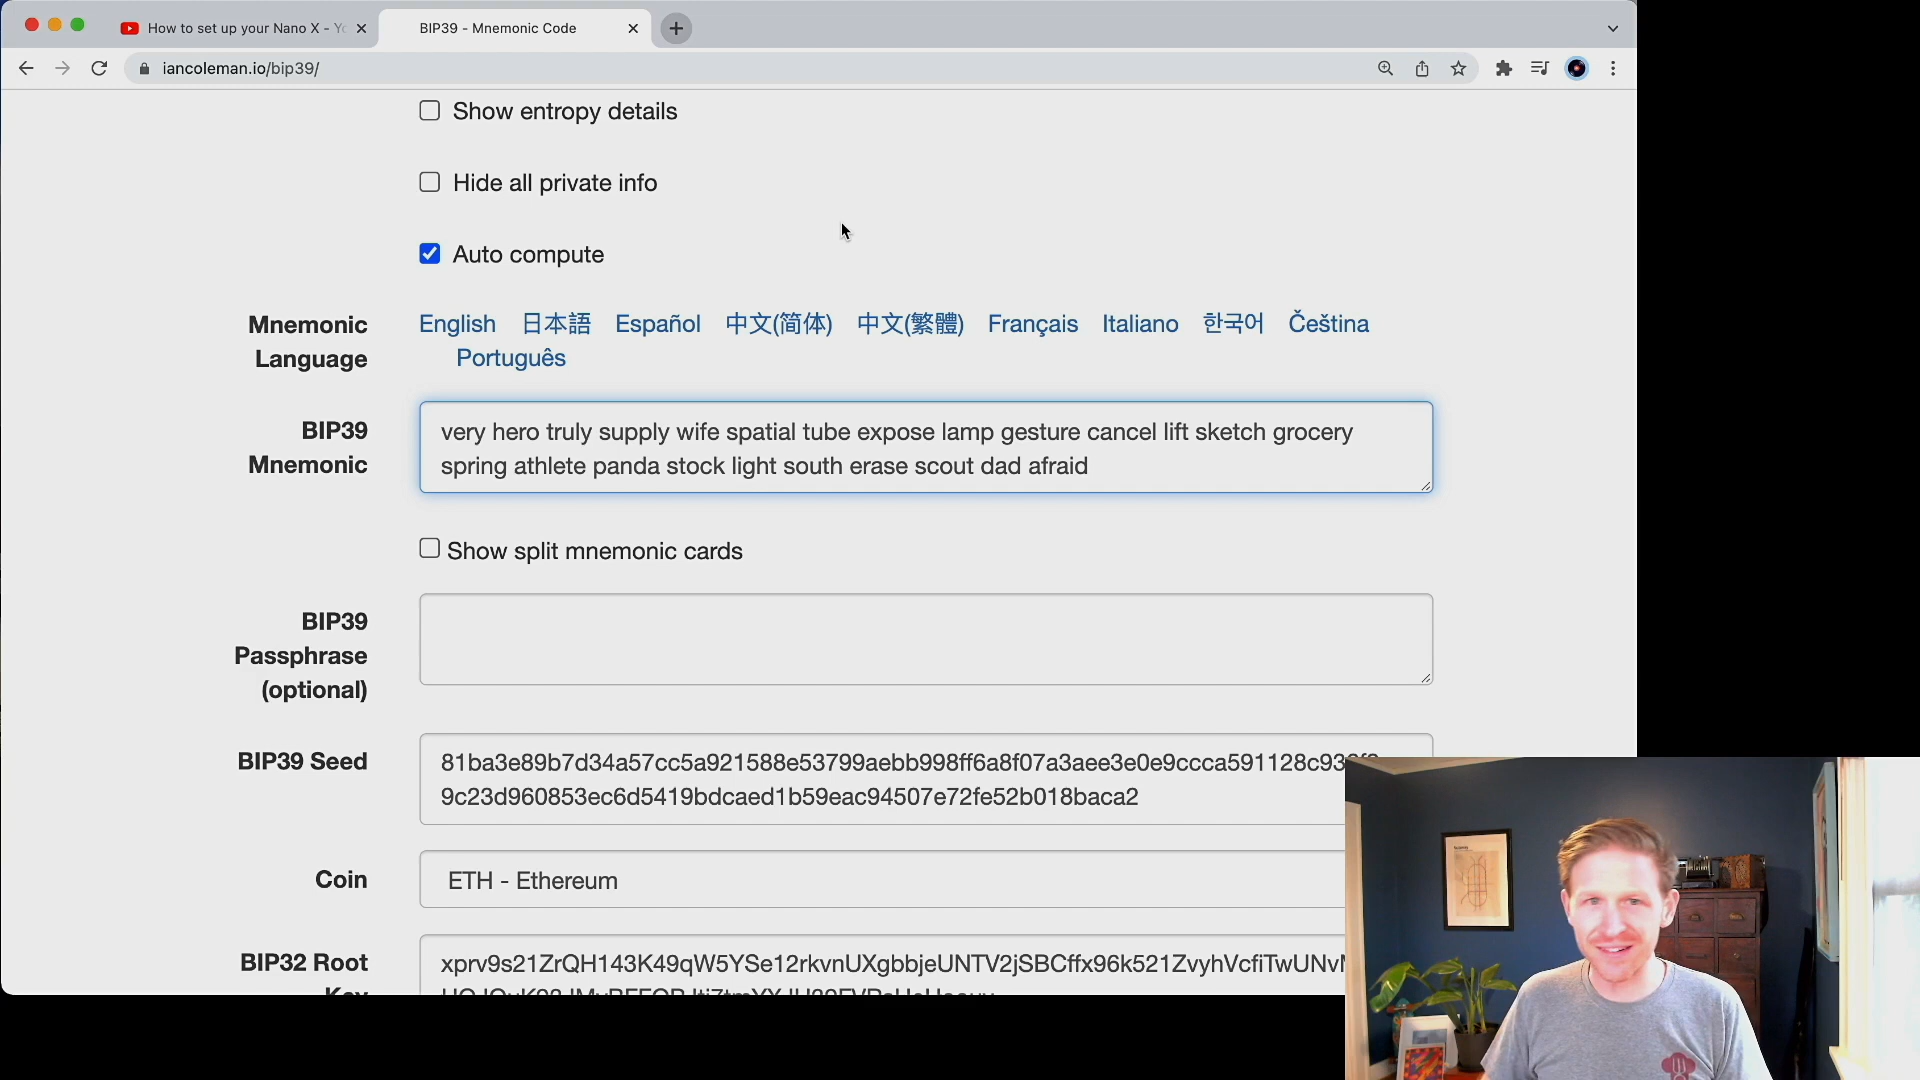 How to set up your Nano X - Yo
BIP39 - Mnemonic Code
iancoleman.io/bip39/
Show entropy details
Hide all private info
Auto compute
Mnemonic Language
English 日本語 Español 中文(简体) 中文(繁體) Français Italiano 한국어 Čeština
Português
BIP39 Mnemonic
very hero truly supply wife spatial tube expose lamp gesture cancel lift sketch grocery
spring athlete panda stock light south erase scout dad afraid
Show split mnemonic cards
BIP39 Passphrase (optional)
BIP39 Seed
81ba3e89b7d34a57cc5a921588e53799aebb998ff6a8f07a3aee3e0e9ccca591128c93
9c23d960853ec6d5419bdcaed1b59eac94507e72fe52b018baca2
Coin
ETH - Ethereum
BIP32 Root Key
xprv9s21ZrQH143K49qW5YSe12rkvnUXgbbjeUNTV2jSBCffx96k521ZvyhVcfiTwUNv